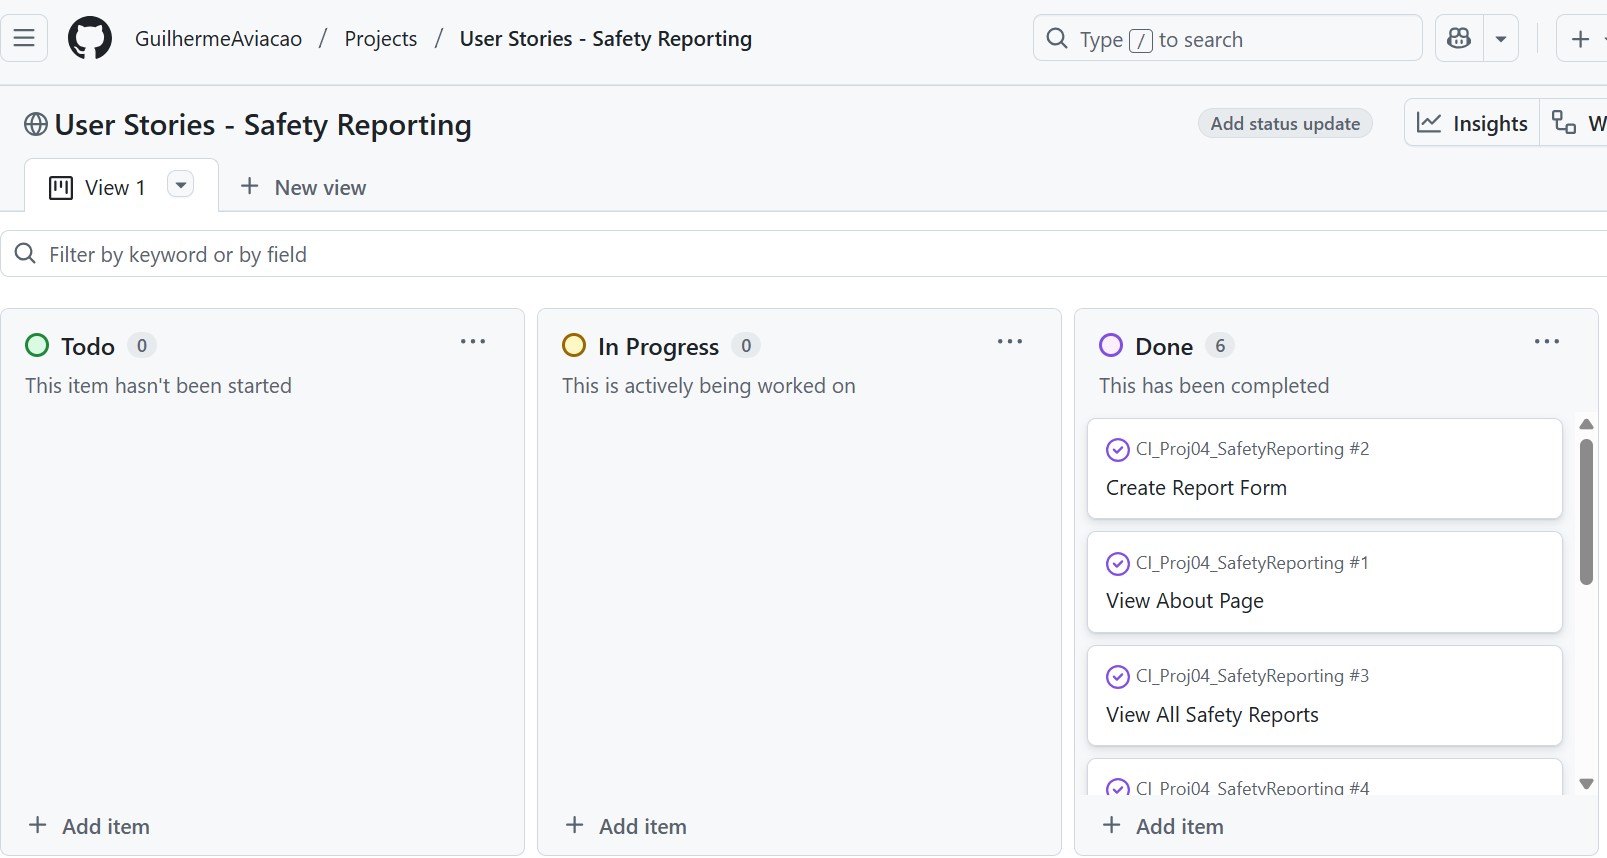 GuilhermeAviacao / Projects / User Stories - Safety Reporting
Type / to search
User Stories - Safety Reporting
Add status update
Insights
View 1
New view
Filter by keyword or by field
Todo 0
This item hasn't been started
Add item
In Progress 0
This is actively being worked on
Add item
Done 6
This has been completed
CI_Proj04_SafetyReporting #2
Create Report Form
CI_Proj04_SafetyReporting #1
View About Page
CI_Proj04_SafetyReporting #3
View All Safety Reports
CI_Proj04_SafetyReporting #4
Add item